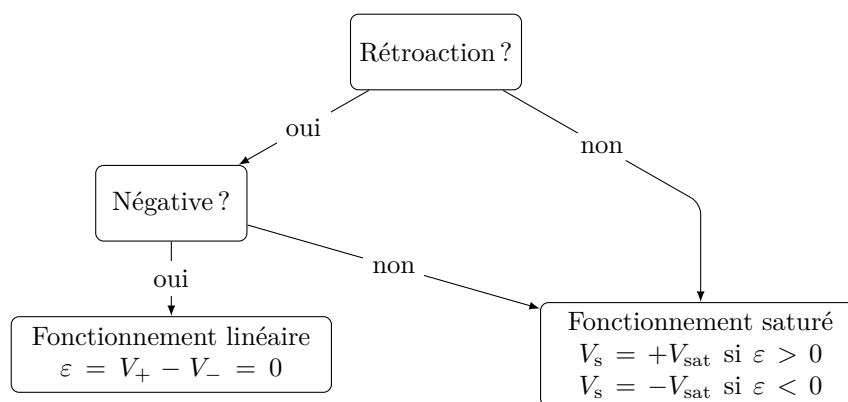 Rétroaction ?
oui
non
Négative ?
oui
non
Fonctionnement linéaire
ε = V₊ − V₋ = 0
Fonctionnement saturé
Vₛ = +V_sat si ε > 0
Vₛ = −V_sat si ε < 0